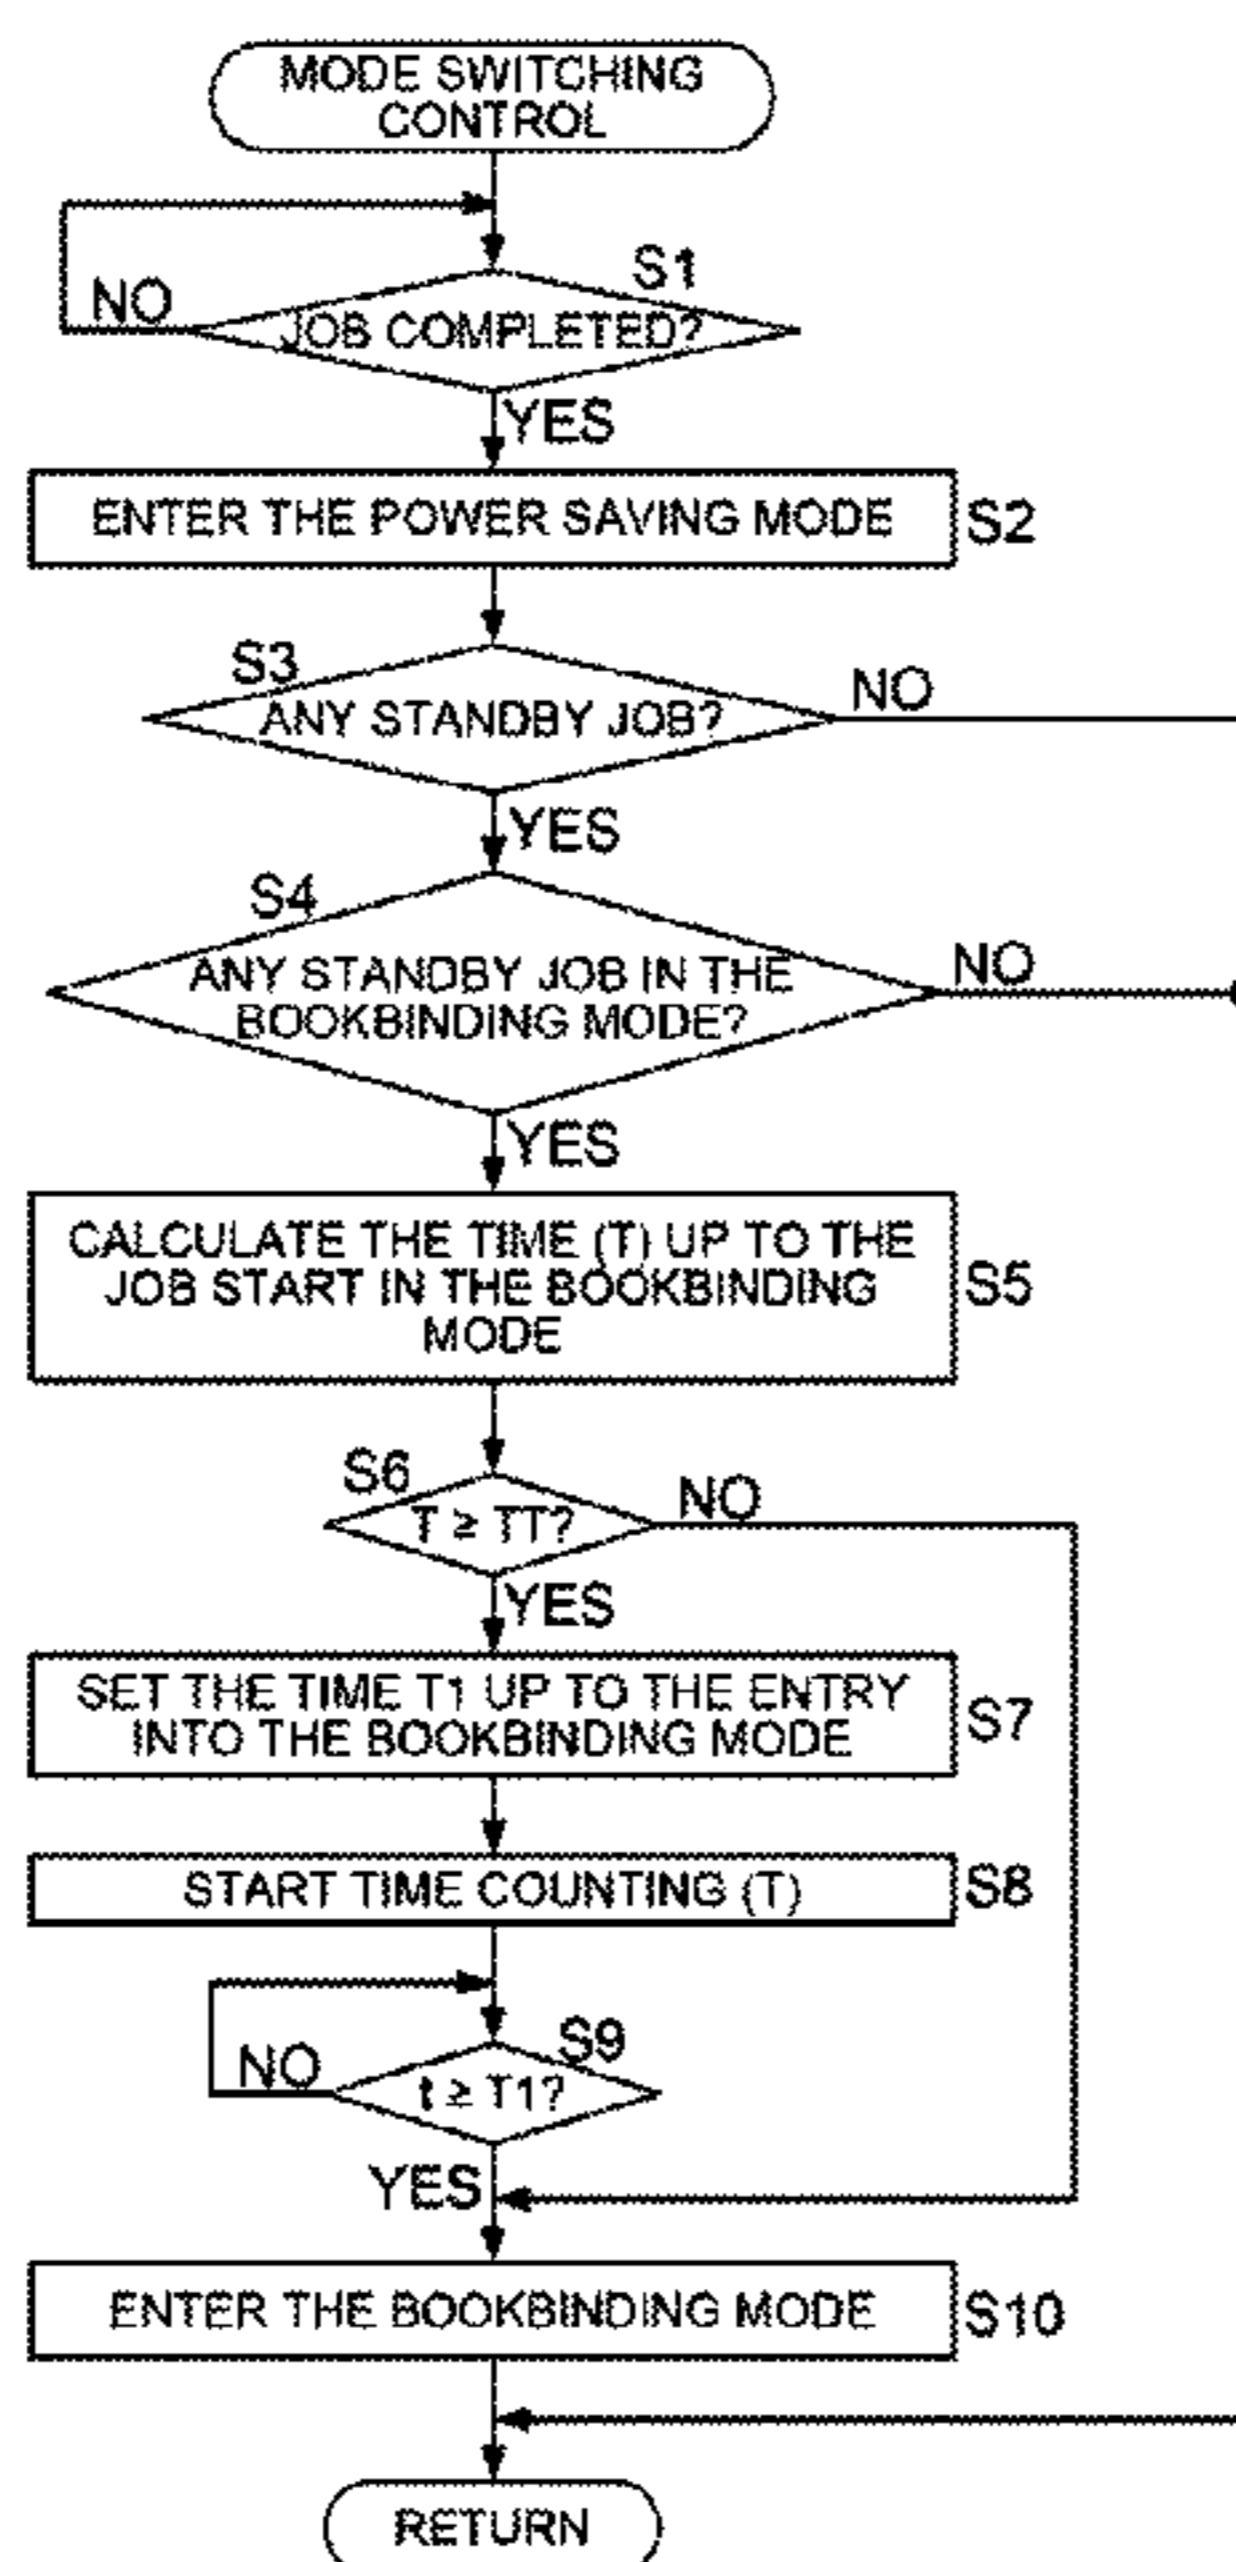 MODE SWITCHING
CONTROL
S1
NO
JOB COMPLETED?
YES
ENTER THE POWER SAVING MODE
S2
S3
NO
ANY STANDBY JOB?
YES
S4
NO
ANY STANDBY JOB IN THE
BOOKBINDING MODE?
YES
CALCULATE THE TIME (T) UP TO THE
JOB START IN THE BOOKBINDING
MODE
S5
S6
NO
T ≥ TT?
YES
SET THE TIME T1 UP TO THE ENTRY
INTO THE BOOKBINDING MODE
S7
START TIME COUNTING (T)
S8
S9
NO
t ≥ T1?
YES
ENTER THE BOOKBINDING MODE
S10
RETURN